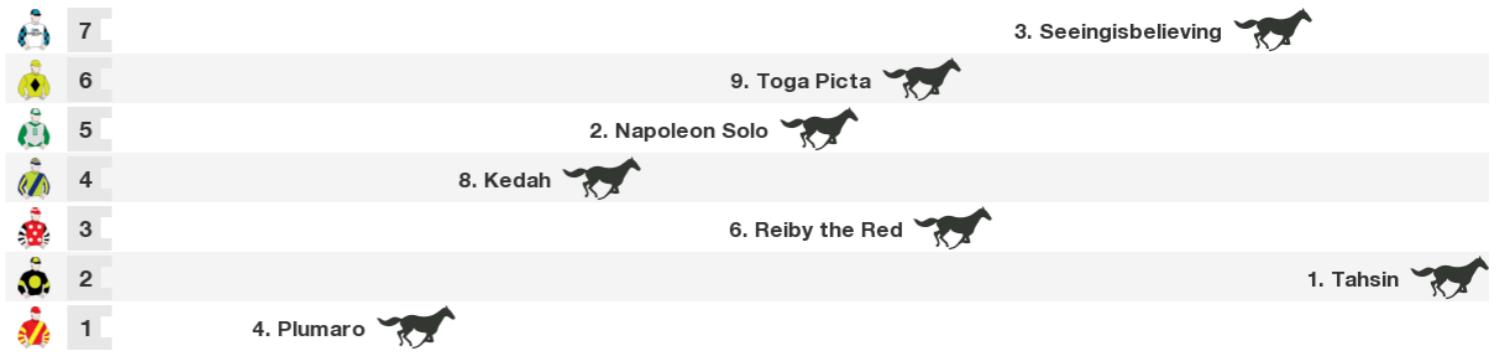 7 3. Seeingisbelieving
6 9. Toga Picta
5 2. Napoleon Solo
4 8. Kedah
3 6. Reiby the Red
2 1. Tahsin
1 4. Plumaro